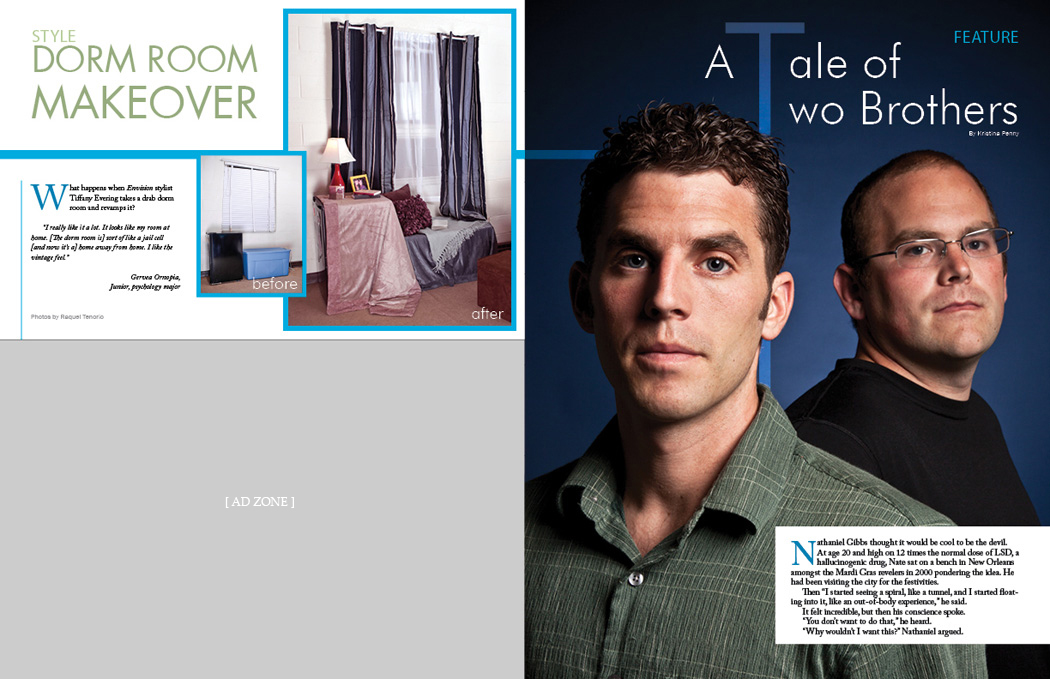 STYLE
DORM ROOM
MAKEOVER
What happens when Envision stylist
Tiffany Evering takes a drab dorm
room and revamps it?
"I really like it a lot. It looks like my room at
home. [The dorm room is] sort of like a jail cell
[and now it's a] home away from home. I like the
vintage feel."
Gervea Ornopia,
Junior, psychology major
Photos by Raquel Tenorio
before
after
[ AD ZONE ]
FEATURE
A Tale of
Two Brothers
By Kristina Penny
Nathaniel Gibbs thought it would be cool to be the devil.
At age 20 and high on 12 times the normal dose of LSD, a
hallucinogenic drug, Nate sat on a bench in New Orleans
amongst the Mardi Gras revelers in 2000 pondering the idea. He
had been visiting the city for the festivities.
Then "I started seeing a spiral, like a tunnel, and I started float-
ing into it, like an out-of-body experience," he said.
It felt incredible, but then his conscience spoke.
"You don't want to do that," he heard.
"Why wouldn't I want this?" Nathaniel argued.